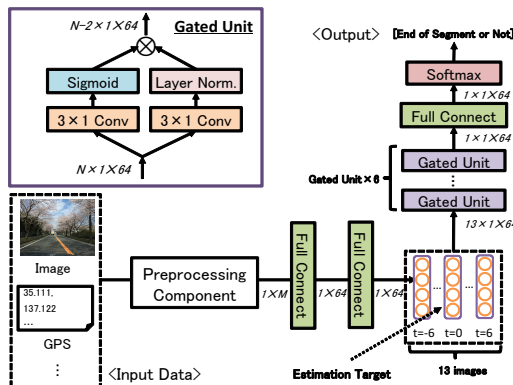 N-2×1×64
Gated Unit
Sigmoid
Layer Norm.
3×1 Conv
3×1 Conv
N×1×64
<Output>
[End of Segment or Not]
Softmax
1×1×64
Full Connect
1×1×64
Gated Unit
⋮
Gated Unit
Gated Unit×6
13×1×64
Image
35.111,
137.122
...
GPS
⋮
<Input Data>
Preprocessing
Component
1×M
Full Connect
1×64
Full Connect
1×64
... ...
t=-6 t=0 t=6
Estimation
Target
13 images